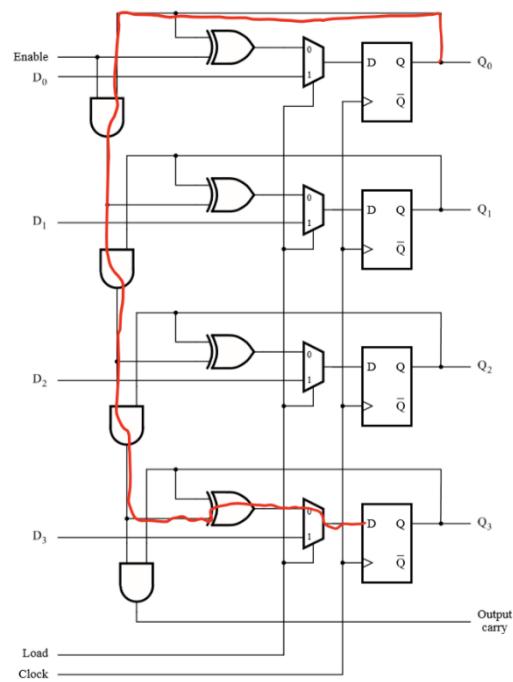 0
Enable
D Q
Q₀
D₀
1
Q̅
0
D Q
Q₁
D₁
1
Q̅
0
D Q
Q₂
D₂
1
Q̅
0
D Q
Q₃
D₃
1
Q̅
Output
carry
Load
Clock